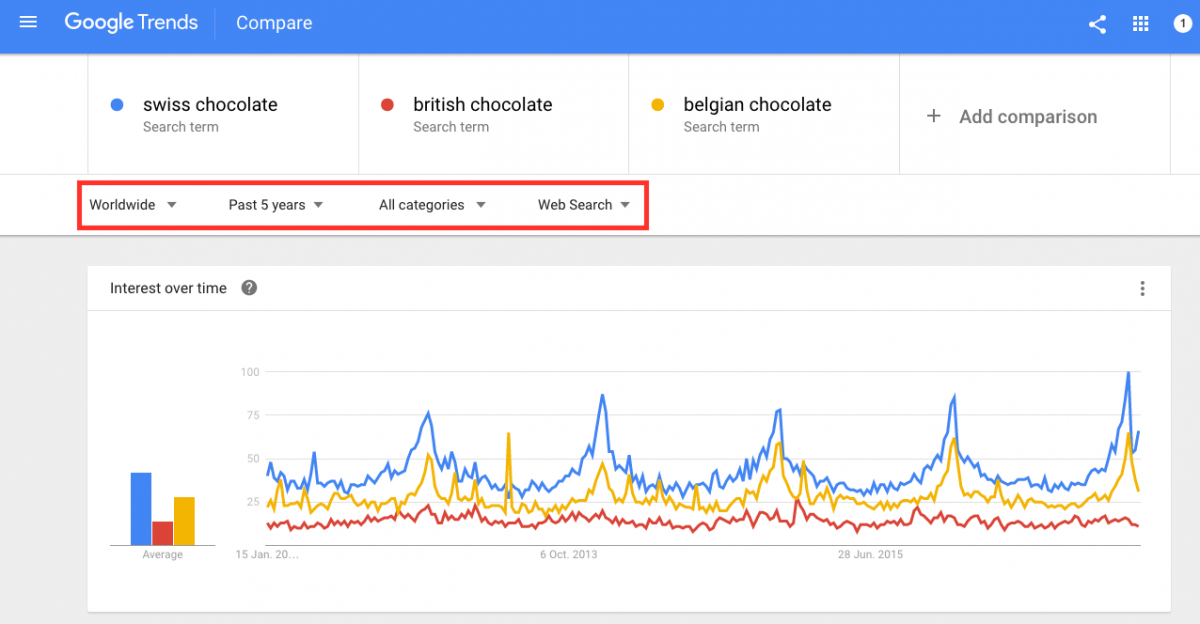 Google Trends Compare 1
swiss chocolate
Search term
british chocolate
Search term
belgian chocolate
Search term
+ Add comparison
Worldwide Past 5 years All categories Web Search
Interest over time ?
100
75
50
25
Average
15 Jan. 20... 6 Oct. 2013 28 Jun. 2015